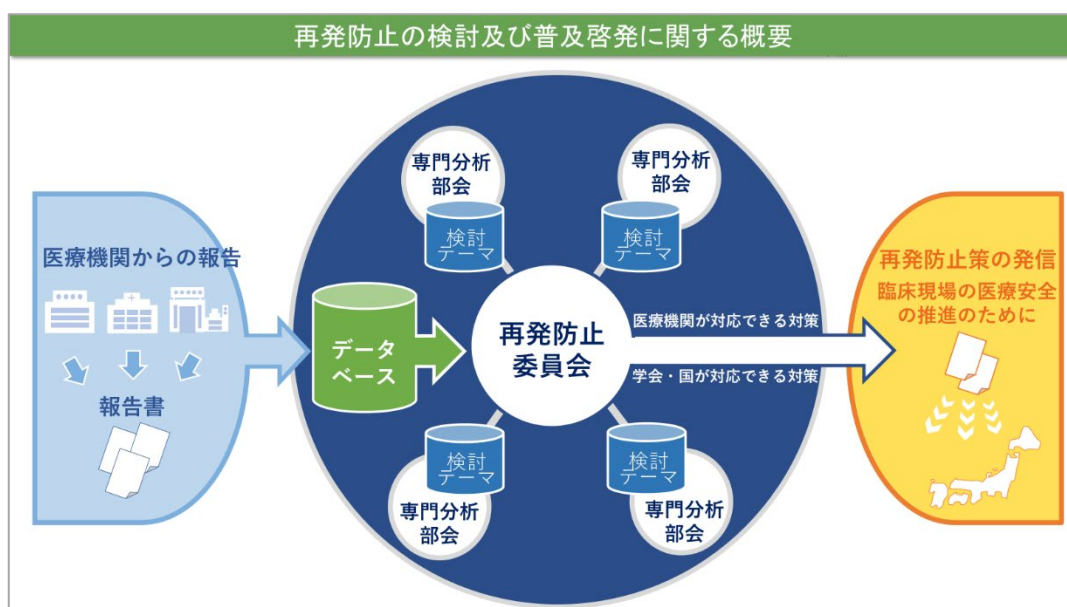 再発防止の検討及び普及啓発に関する概要
医療機関からの報告
報告書
データ
ベース
専門分析
部会
検討
テーマ
専門分析
部会
検討
テーマ
再発防止
委員会
検討
テーマ
専門分析
部会
検討
テーマ
専門分析
部会
医療機関が対応できる対策
学会・国が対応できる対策
再発防止策の発信
臨床現場の医療安全
の推進のために